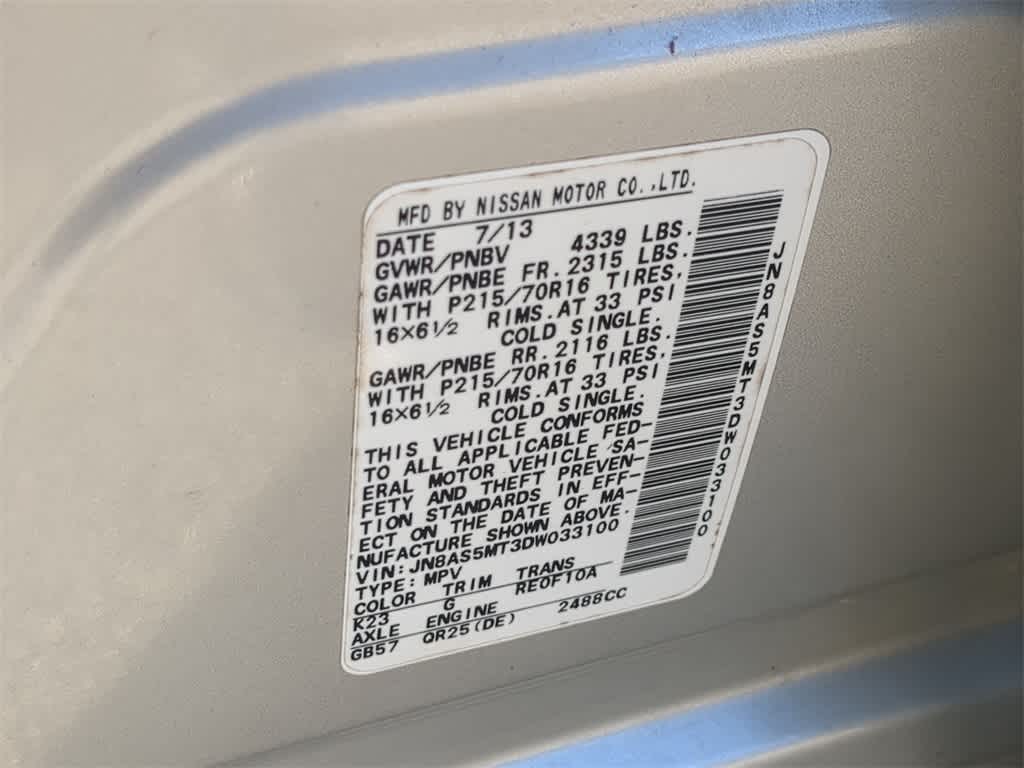 MFD BY NISSAN MOTOR CO.,LTD.
DATE 7/13
GVWR/PNBV 4339 LBS.
GAWR/PNBE FR. 2315 LBS.
WITH P215/70R16 TIRES,
16×6½ RIMS.AT 33 PSI
COLD SINGLE.
GAWR/PNBE RR. 2116 LBS.
WITH P215/70R16 TIRES,
16×6½ RIMS.AT 33 PSI
COLD SINGLE.
THIS VEHICLE CONFORMS
TO ALL APPLICABLE FED-
ERAL MOTOR VEHICLE SA-
FETY AND THEFT PREVEN-
TION STANDARDS IN EFF-
ECT ON THE DATE OF MA-
NUFACTURE SHOWN ABOVE.
VIN: JN8AS5MT3DW033100
TYPE: MPV
COLOR TRIM TRANS
K23 G RE0F10A
AXLE ENGINE
GB57 QR25(DE) 2488CC
JN8AS5MT3DW033100